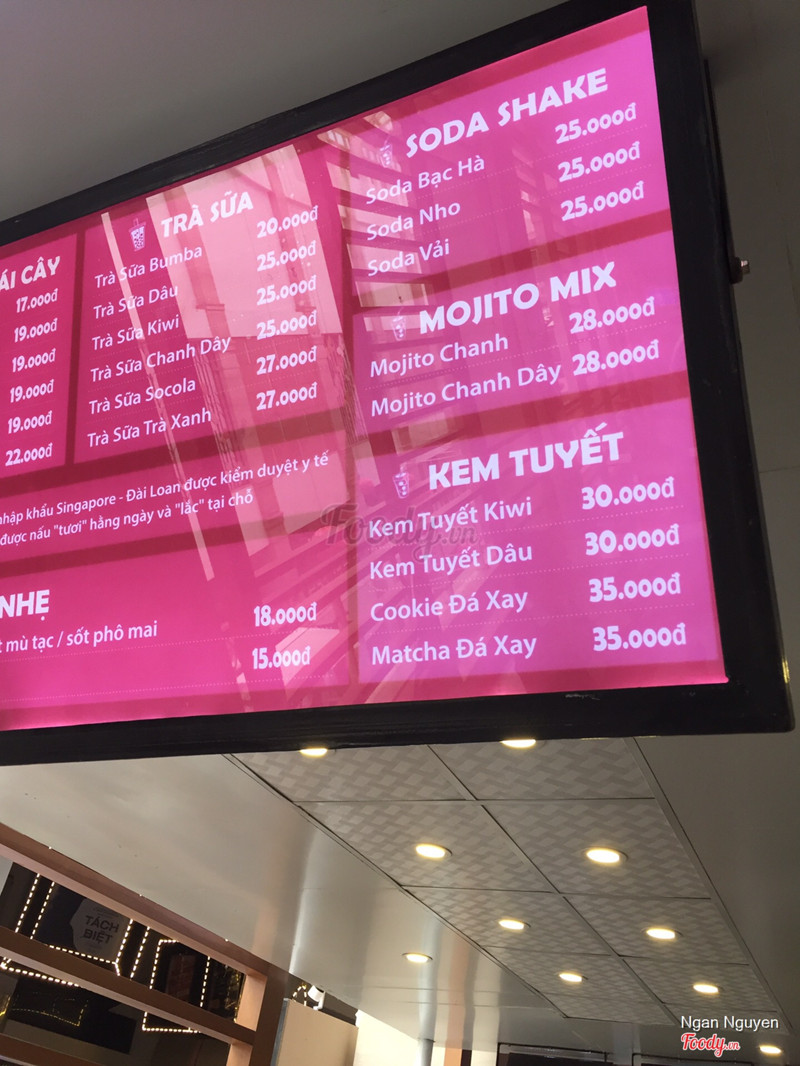 ÁI CÂY
17.000đ
19.000đ
19.000đ
19.000đ
19.000đ
22.000đ
TRÀ SỮA
Trà Sữa Bumba 20.000đ
Trà Sữa Dâu 25.000đ
Trà Sữa Kiwi 25.000đ
Trà Sữa Chanh Dây 25.000đ
Trà Sữa Socola 27.000đ
Trà Sữa Trà Xanh 27.000đ
nhập khẩu Singapore - Đài Loan được kiểm duyệt y tế
được nấu "tươi" hằng ngày và "lắc" tại chỗ
NHẸ
t mù tạc / sốt phô mai 18.000đ
15.000đ
SODA SHAKE
Soda Bạc Hà 25.000đ
Soda Nho 25.000đ
Soda Vải 25.000đ
MOJITO MIX
Mojito Chanh 28.000đ
Mojito Chanh Dây 28.000đ
KEM TUYẾT
Kem Tuyết Kiwi 30.000đ
Kem Tuyết Dâu 30.000đ
Cookie Đá Xay 35.000đ
Matcha Đá Xay 35.000đ
Foody.vn
TÁCH
BIỆT
Ngan Nguyen
Foody.vn